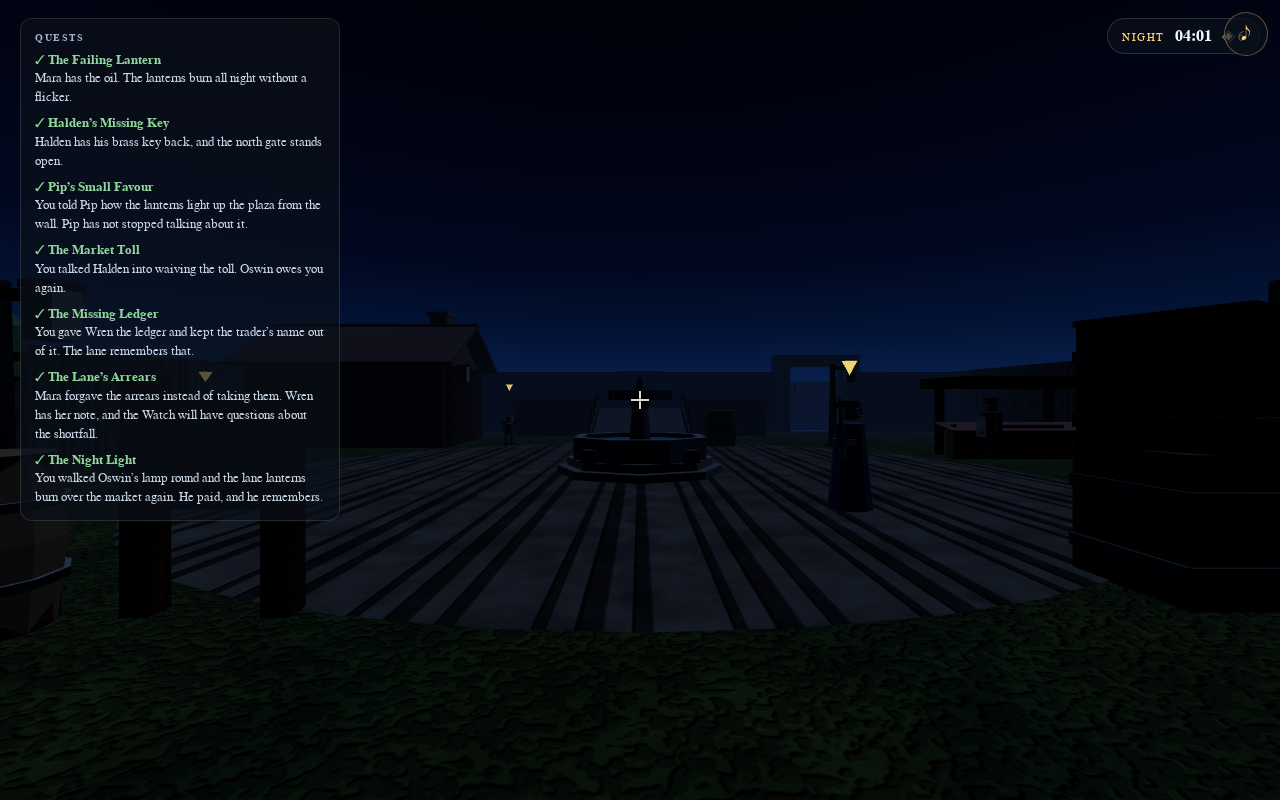 QUESTS
✓ The Failing Lantern
Mara has the oil. The lanterns burn all night without a
flicker.
✓ Halden’s Missing Key
Halden has his brass key back, and the north gate stands
open.
✓ Pip’s Small Favour
You told Pip how the lanterns light up the plaza from the
wall. Pip has not stopped talking about it.
✓ The Market Toll
You talked Halden into waiving the toll. Oswin owes you
again.
✓ The Missing Ledger
You gave Wren the ledger and kept the trader’s name out
of it. The lane remembers that.
✓ The Lane’s Arrears
Mara forgave the arrears instead of taking them. Wren
has her note, and the Watch will have questions about
the shortfall.
✓ The Night Light
You walked Oswin’s lamp round and the lane lanterns
burn over the market again. He paid, and he remembers.
NIGHT 04:01